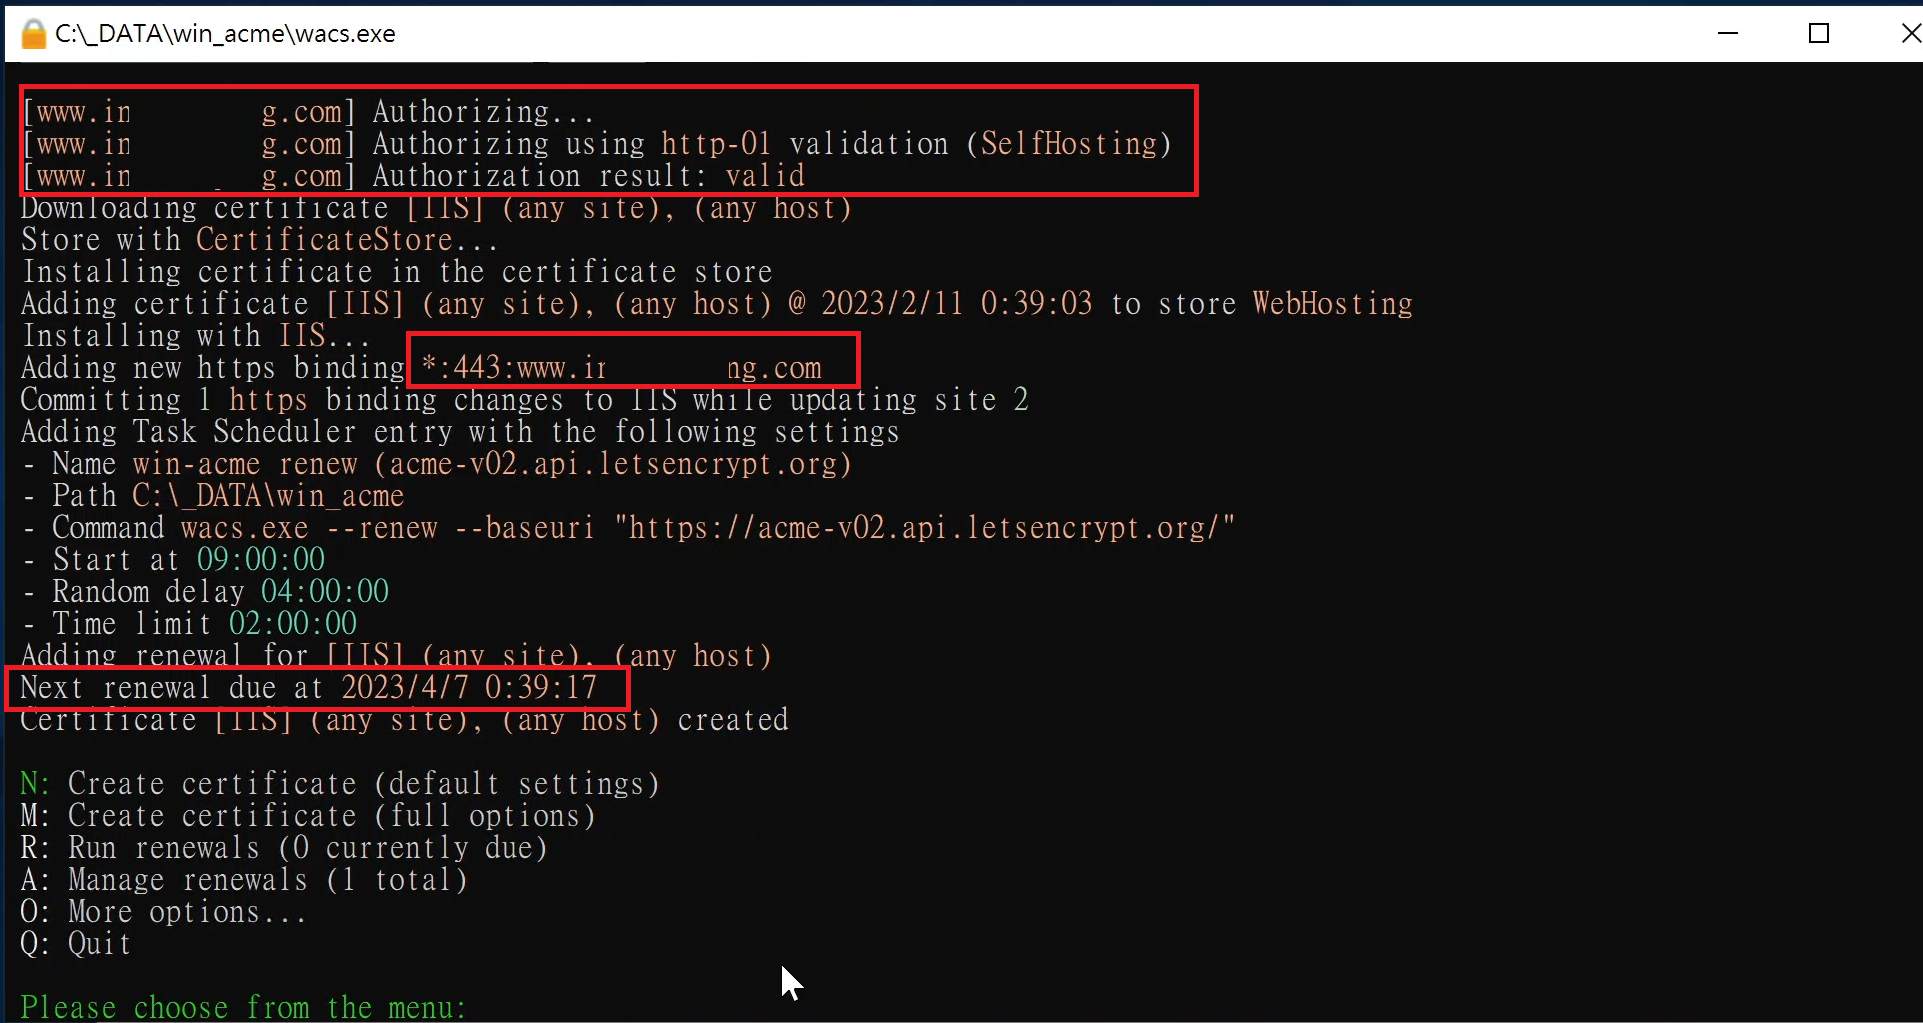 C:\_DATA\win_acme\wacs.exe
[www.in g.com] Authorizing...
[www.in g.com] Authorizing using http-01 validation (SelfHosting)
[www.in g.com] Authorization result: valid
Downloading certificate [IIS] (any site), (any host)
Store with CertificateStore...
Installing certificate in the certificate store
Adding certificate [IIS] (any site), (any host) @ 2023/2/11 0:39:03 to store WebHosting
Installing with IIS...
Adding new https binding *:443:www.in ng.com
Committing 1 https binding changes to IIS while updating site 2
Adding Task Scheduler entry with the following settings
- Name win-acme renew (acme-v02.api.letsencrypt.org)
- Path C:\_DATA\win_acme
- Command wacs.exe --renew --baseuri "https://acme-v02.api.letsencrypt.org/"
- Start at 09:00:00
- Random delay 04:00:00
- Time limit 02:00:00
Adding renewal for [IIS] (any site), (any host)
Next renewal due at 2023/4/7 0:39:17
Certificate [IIS] (any site), (any host) created
N: Create certificate (default settings)
M: Create certificate (full options)
R: Run renewals (0 currently due)
A: Manage renewals (1 total)
O: More options...
Q: Quit
Please choose from the menu: